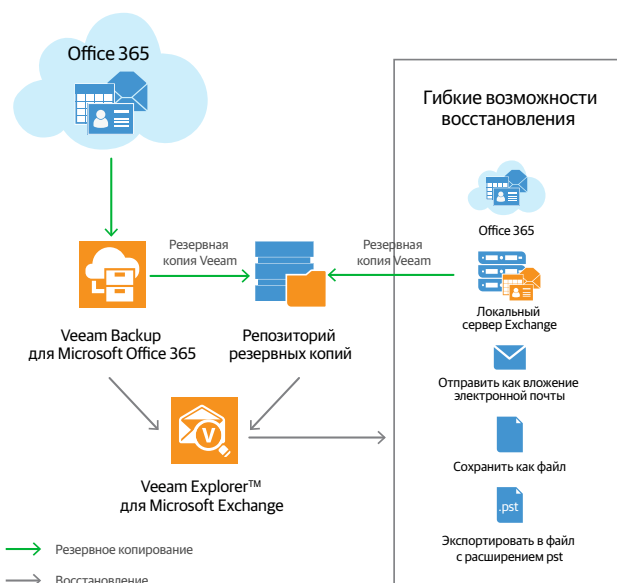 Office 365
Гибкие возможности
восстановления
Office 365
Резервная
копия Veeam
Резервная
копия Veeam
Локальный
сервер Exchange
Veeam Backup
для Microsoft Office 365
Репозиторий
резервных копий
Отправить как вложение
электронной почты
V
Сохранить как файл
Veeam Explorer™
для Microsoft Exchange
.pst
Экспортировать в файл
с расширением pst
Резервное копирование
Восстановление